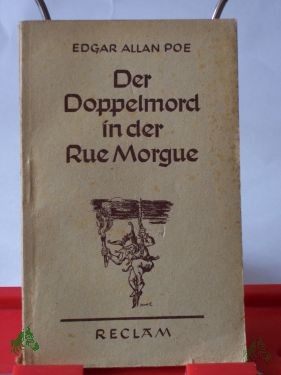 EDGAR ALLAN POE
Der
Doppelmord
in der
Rue Morgue
RECLAM